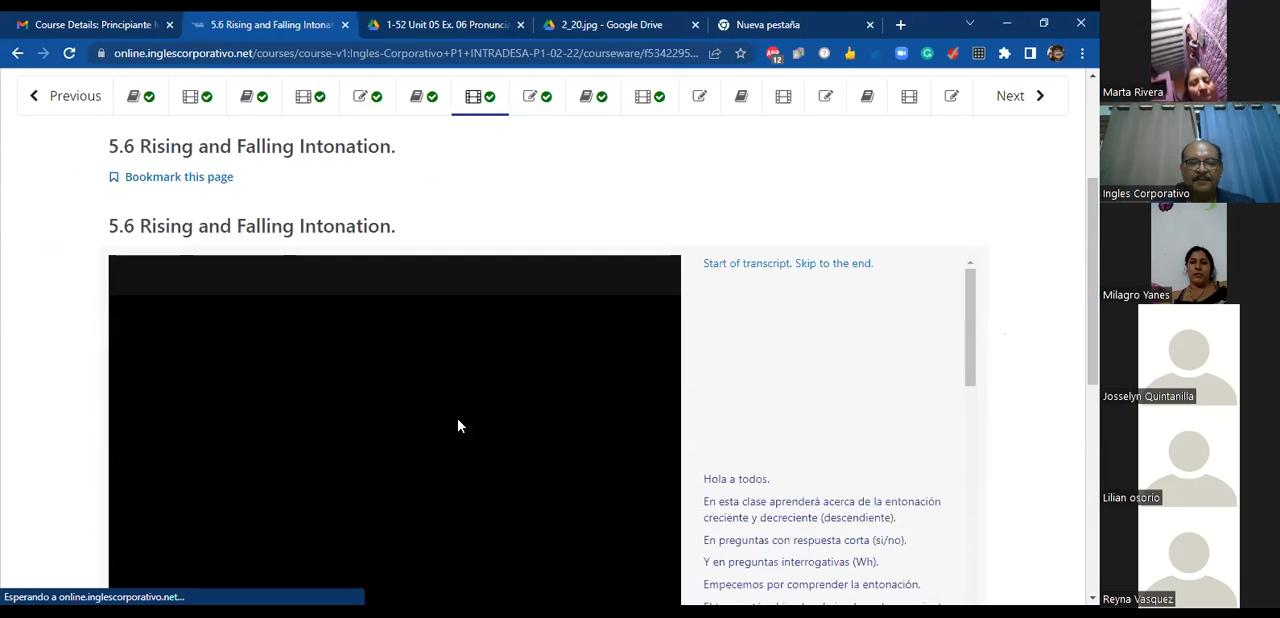 Course Details: Principiante M
5.6 Rising and Falling Intonat
1-52 Unit 05 Ex. 06 Pronunci
2_20.jpg - Google Drive
Nueva pestaña
online.inglescorporativo.net/courses/course-v1:Ingles-Corporativo+P1+INTRADESA-P1-02-22/courseware/f5342295...
12
Previous
Next
5.6 Rising and Falling Intonation.
Bookmark this page
5.6 Rising and Falling Intonation.
Start of transcript. Skip to the end.
Hola a todos.
En esta clase aprenderá acerca de la entonación
creciente y decreciente (descendiente).
En preguntas con respuesta corta (si/no).
Y en preguntas interrogativas (Wh).
Empecemos por comprender la entonación.
Esperando a online.inglescorporativo.net...
Marta Rivera
Ingles Corporativo
Milagro Yanes
Josselyn Quintanilla
Lilian osorio
Reyna Vasquez